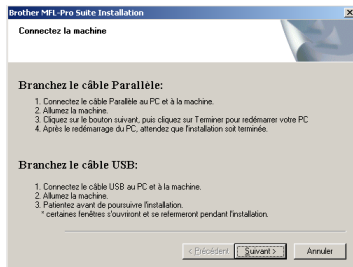 Brother MFL-Pro Suite Installation
Connectez la machine
Branchez le câble Parallèle:
1. Connectez le câble Parallèle au PC et à la machine.
2. Allumez la machine.
3. Cliquez sur le bouton suivant, puis cliquez sur Terminer pour redémarrer votre PC
4. Après le redémarrage du PC, attendez que l'installation soit terminée.
Branchez le câble USB:
1. Connectez le câble USB au PC et à la machine.
2. Allumez la machine.
3. Patientez avant de poursuivre l'installation.
* certaines fenêtres s'ouvriront et se refermeront pendant l'installation.
< Précédent Suivant > Annuler